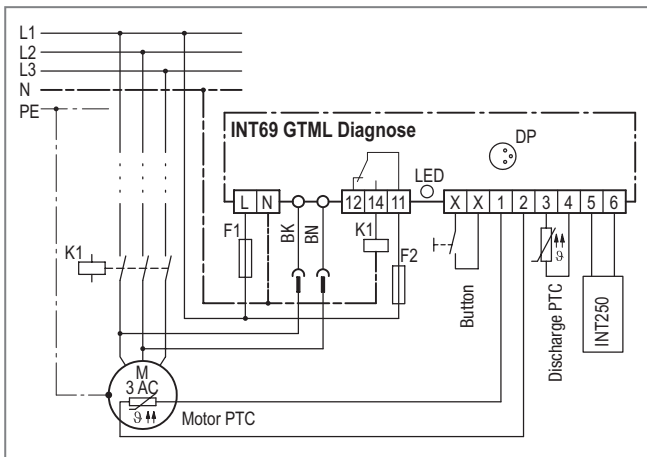 L1
L2
L3
N
PE
INT69 GTML Diagnose
DP
LED
L N
12 14 11
X X 1 2 3 4 5 6
F1
BK
BN
K1
F2
K1
ϑ
Button
Discharge PTC
INT250
M
3 AC
ϑ
Motor PTC